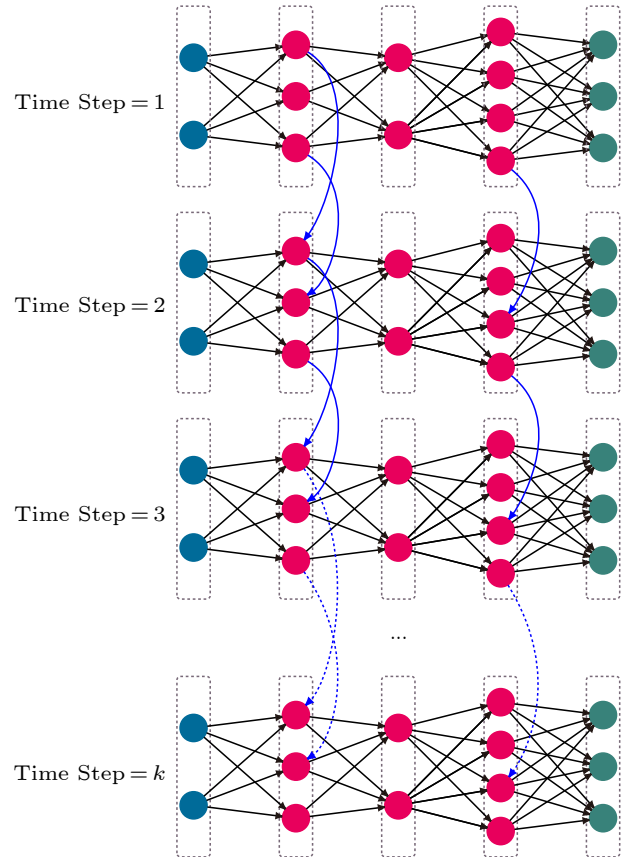 Time Step = 1
Time Step = 2
Time Step = 3
...
Time Step = k